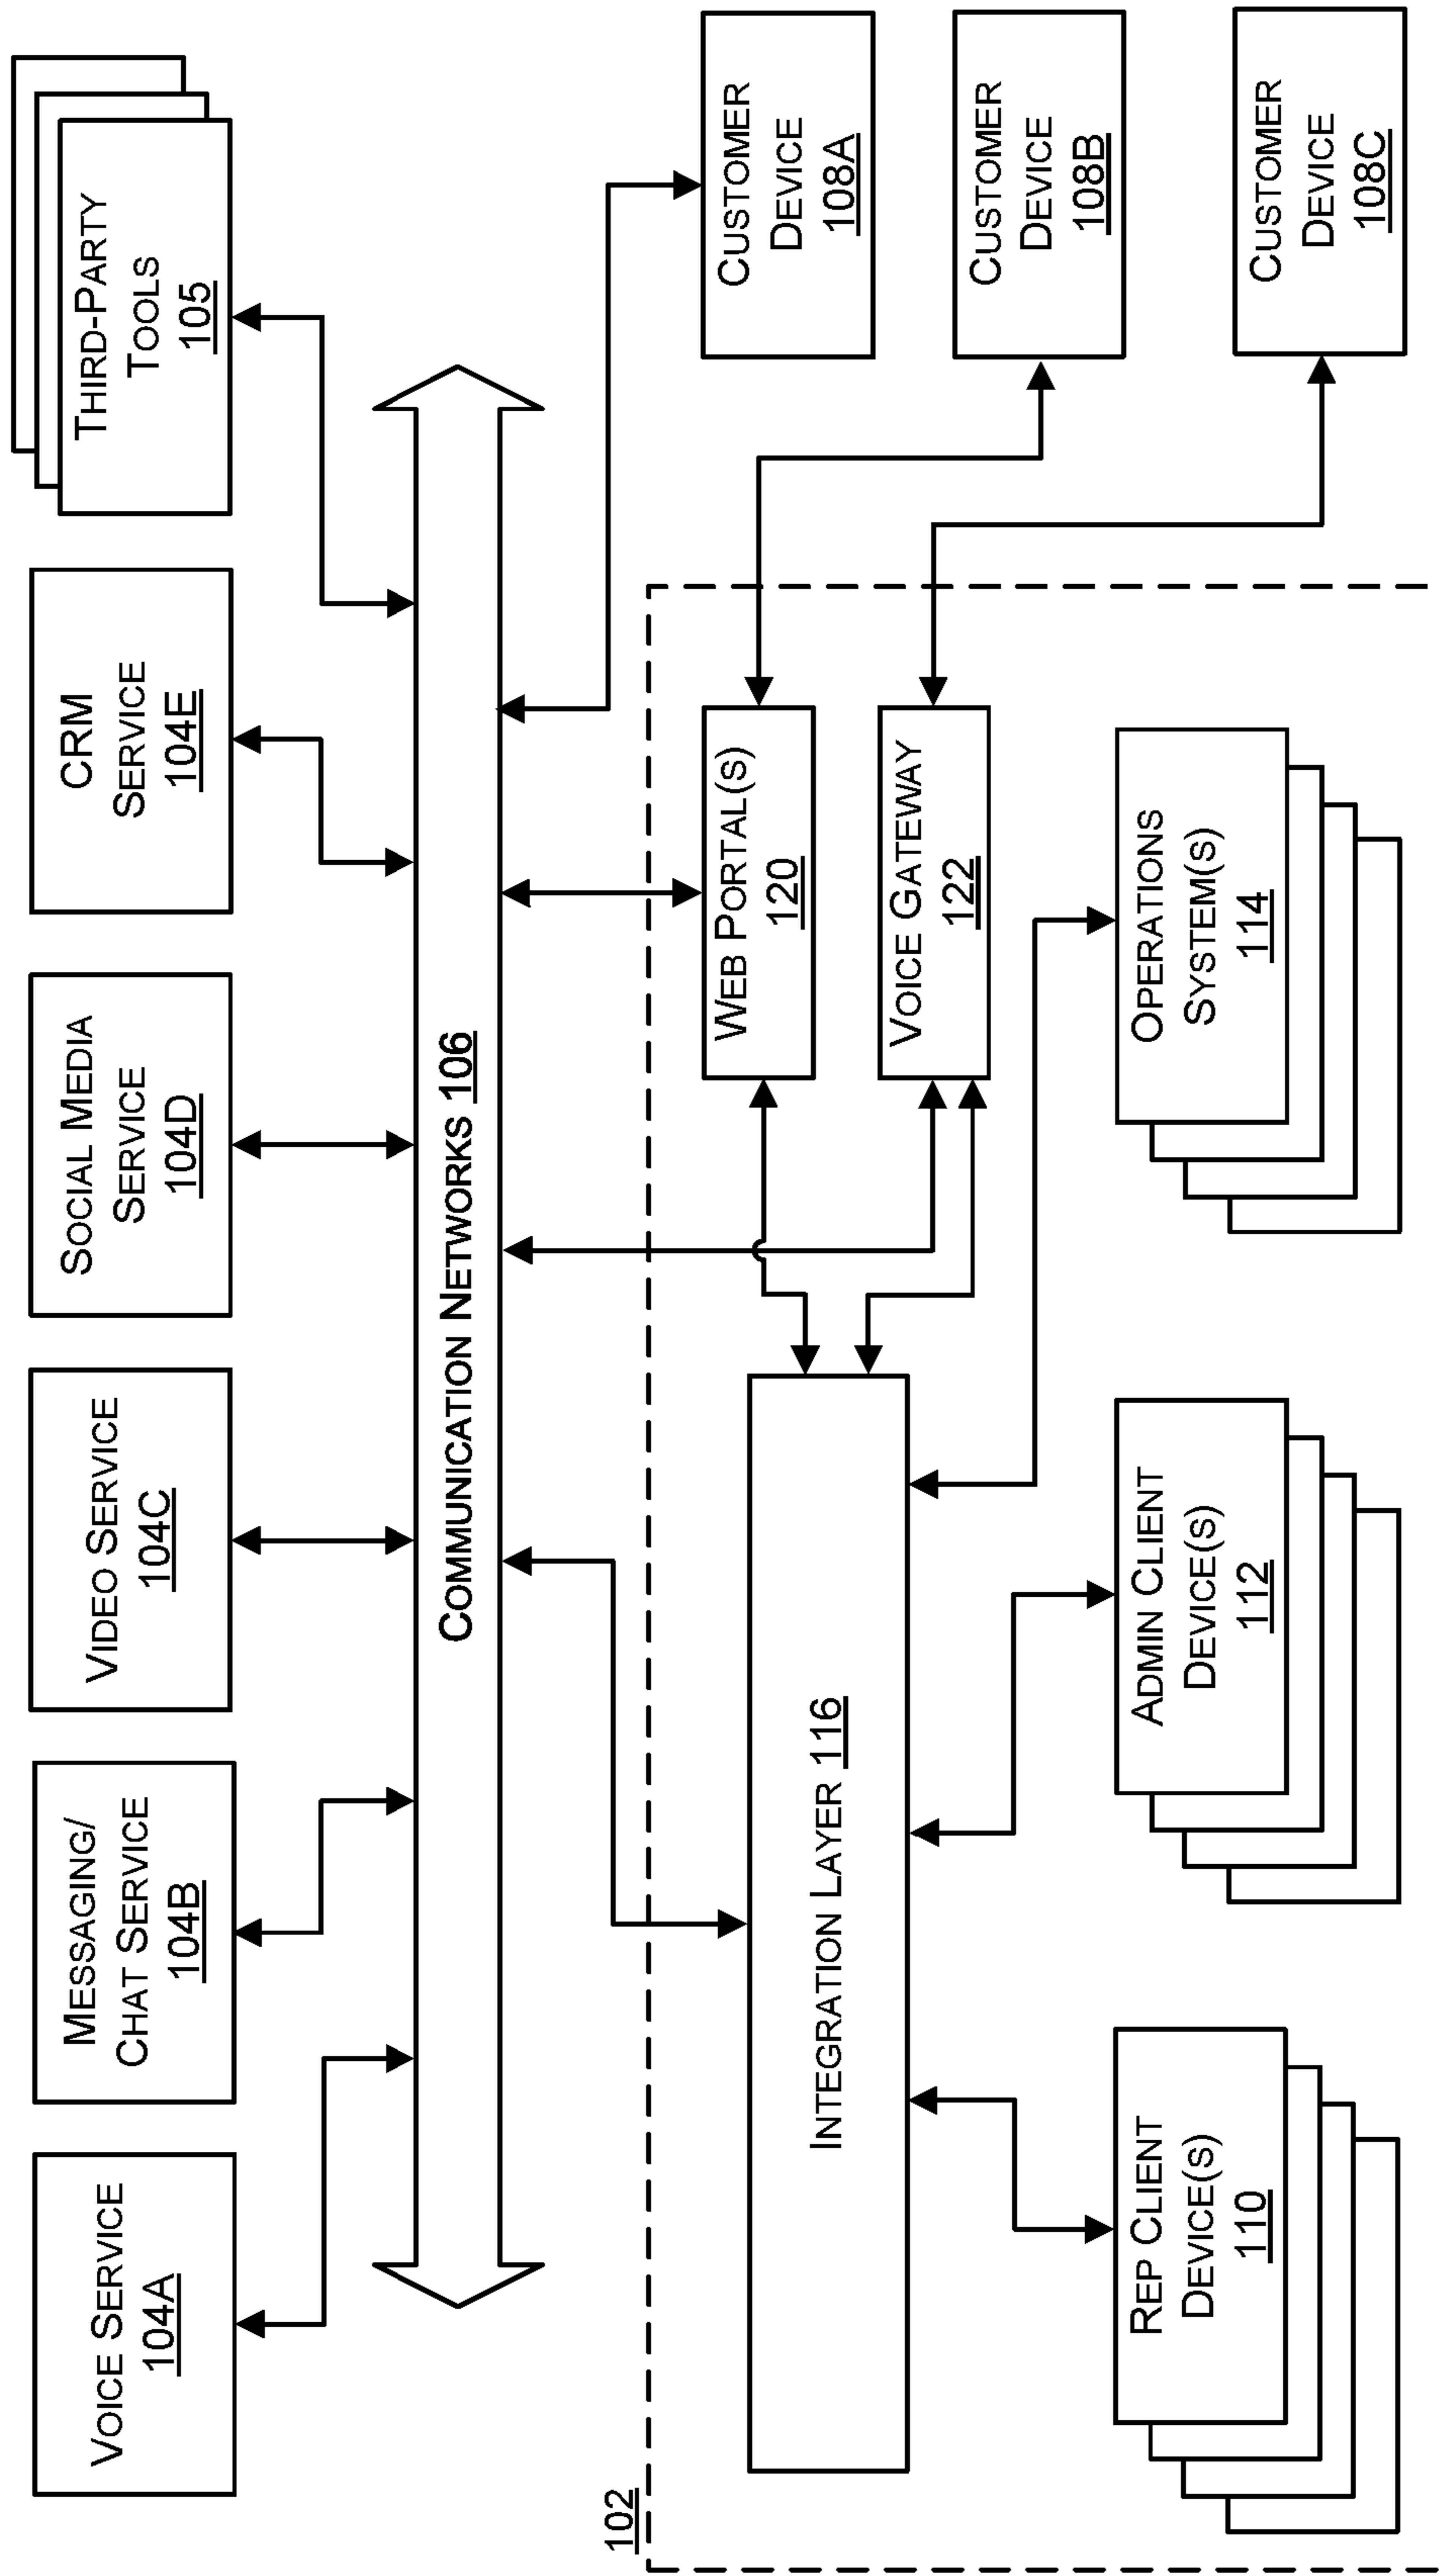 VOICE SERVICE
104A
MESSAGING/
CHAT SERVICE
104B
VIDEO SERVICE
104C
SOCIAL MEDIA
SERVICE
104D
CRM
SERVICE
104E
THIRD-PARTY
TOOLS
105
COMMUNICATION NETWORKS 106
102
INTEGRATION LAYER 116
WEB PORTAL(S)
120
VOICE GATEWAY
122
CUSTOMER
DEVICE
108A
CUSTOMER
DEVICE
108B
CUSTOMER
DEVICE
108C
REP CLIENT
DEVICE(S)
110
ADMIN CLIENT
DEVICE(S)
112
OPERATIONS
SYSTEM(S)
114